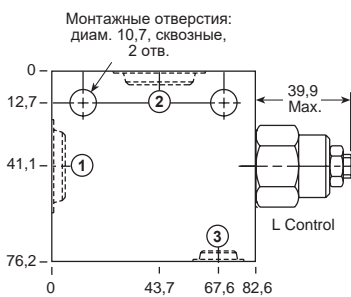 Монтажные отверстия:
диам. 10,7, сквозные,
2 отв.
39,9
Max.
0
12,7
2
41,1
1
L Control
3
76,2
0
43,7
67,6
82,6